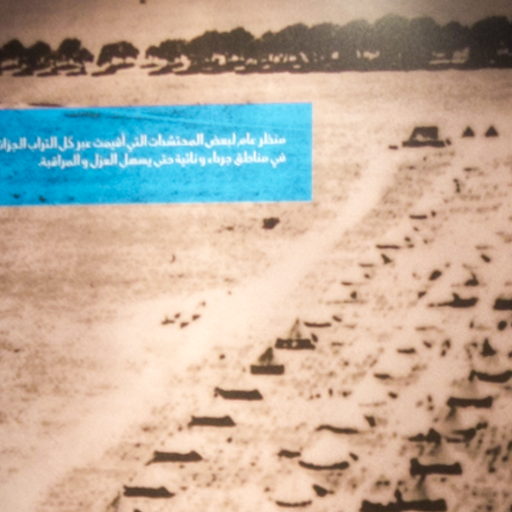 منظر عام لبعض المحتشدات التي أقيمت عبر كل التراب الجزا
في مناطق جرداء و نائية حتى يسهل العزل و المراقبة.